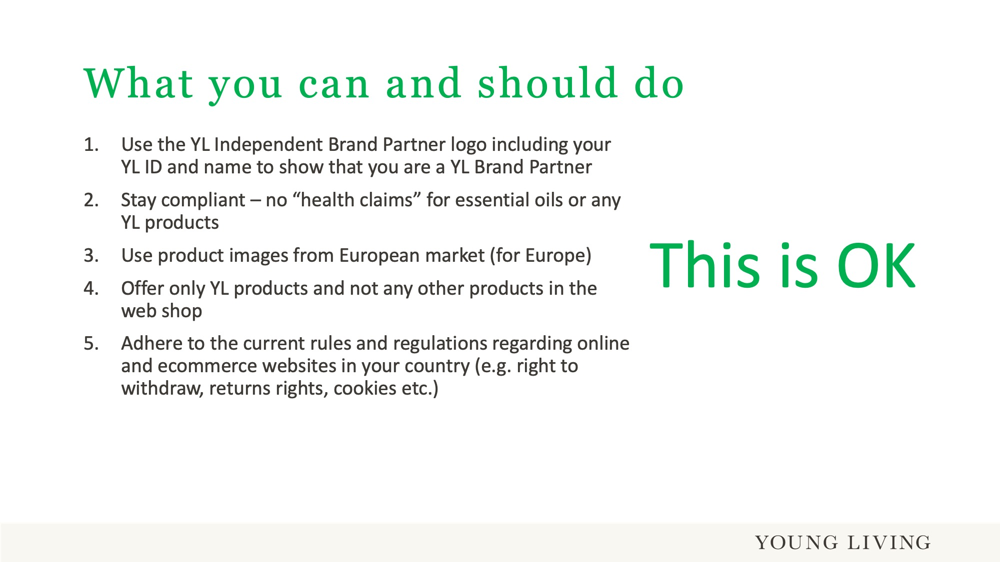 What you can and should do
1. Use the YL Independent Brand Partner logo including your
YL ID and name to show that you are a YL Brand Partner
2. Stay compliant – no “health claims” for essential oils or any
YL products
3. Use product images from European market (for Europe)
4. Offer only YL products and not any other products in the
web shop
5. Adhere to the current rules and regulations regarding online
and ecommerce websites in your country (e.g. right to
withdraw, returns rights, cookies etc.)
This is OK
YOUNG LIVING